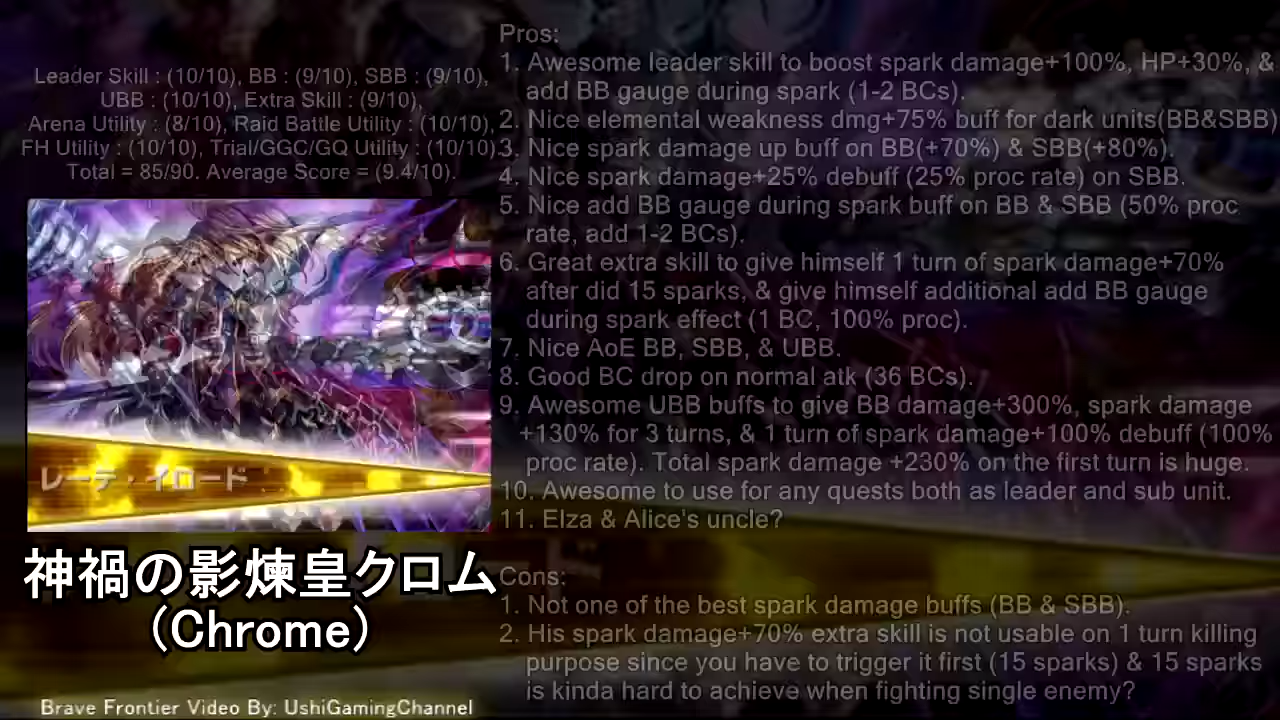 Leader Skill : (10/10), BB : (9/10), SBB : (9/10),
UBB : (10/10), Extra Skill : (9/10),
Arena Utility : (8/10), Raid Battle Utility : (10/10),
FH Utility : (10/10), Trial/GGC/GQ Utility : (10/10).
Total = 85/90. Average Score = (9.4/10).
レーテ・イロード
神禍の影煉皇クロム
(Chrome)
Brave Frontier Video By: UshiGamingChannel
Pros:
1. Awesome leader skill to boost spark damage+100%, HP+30%, &
add BB gauge during spark (1-2 BCs).
2. Nice elemental weakness dmg+75% buff for dark units(BB&SBB)
3. Nice spark damage up buff on BB(+70%) & SBB(+80%).
4. Nice spark damage+25% debuff (25% proc rate) on SBB.
5. Nice add BB gauge during spark buff on BB & SBB (50% proc
rate, add 1-2 BCs).
6. Great extra skill to give himself 1 turn of spark damage+70%
after did 15 sparks, & give himself additional add BB gauge
during spark effect (1 BC, 100% proc).
7. Nice AoE BB, SBB, & UBB.
8. Good BC drop on normal atk (36 BCs).
9. Awesome UBB buffs to give BB damage+300%, spark damage
+130% for 3 turns, & 1 turn of spark damage+100% debuff (100%
proc rate). Total spark damage +230% on the first turn is huge.
10. Awesome to use for any quests both as leader and sub unit.
11. Elza & Alice's uncle?
Cons:
1. Not one of the best spark damage buffs (BB & SBB).
2. His spark damage+70% extra skill is not usable on 1 turn killing
purpose since you have to trigger it first (15 sparks) & 15 sparks
is kinda hard to achieve when fighting single enemy?